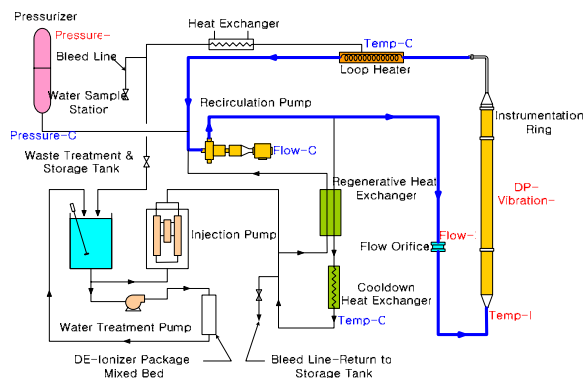 Pressurizer
Heat Exchanger
Pressure-
Temp-C
Bleed Line
Loop Heater
Water Sample
Station
Recirculation Pump
Instrumentation
Ring
Pressure-C
Flow-C
Waste Treatment &
Storage Tank
Regenerative Heat
Exchanger
DP-
Vibration-
Injection Pump
Flow-
Flow Orifice
Cooldown
Heat Exchanger
Temp-C
Temp-I
Water Treatment Pump
DE-Ionizer Package
Mixed Bed
Bleed Line-Return to
Storage Tank